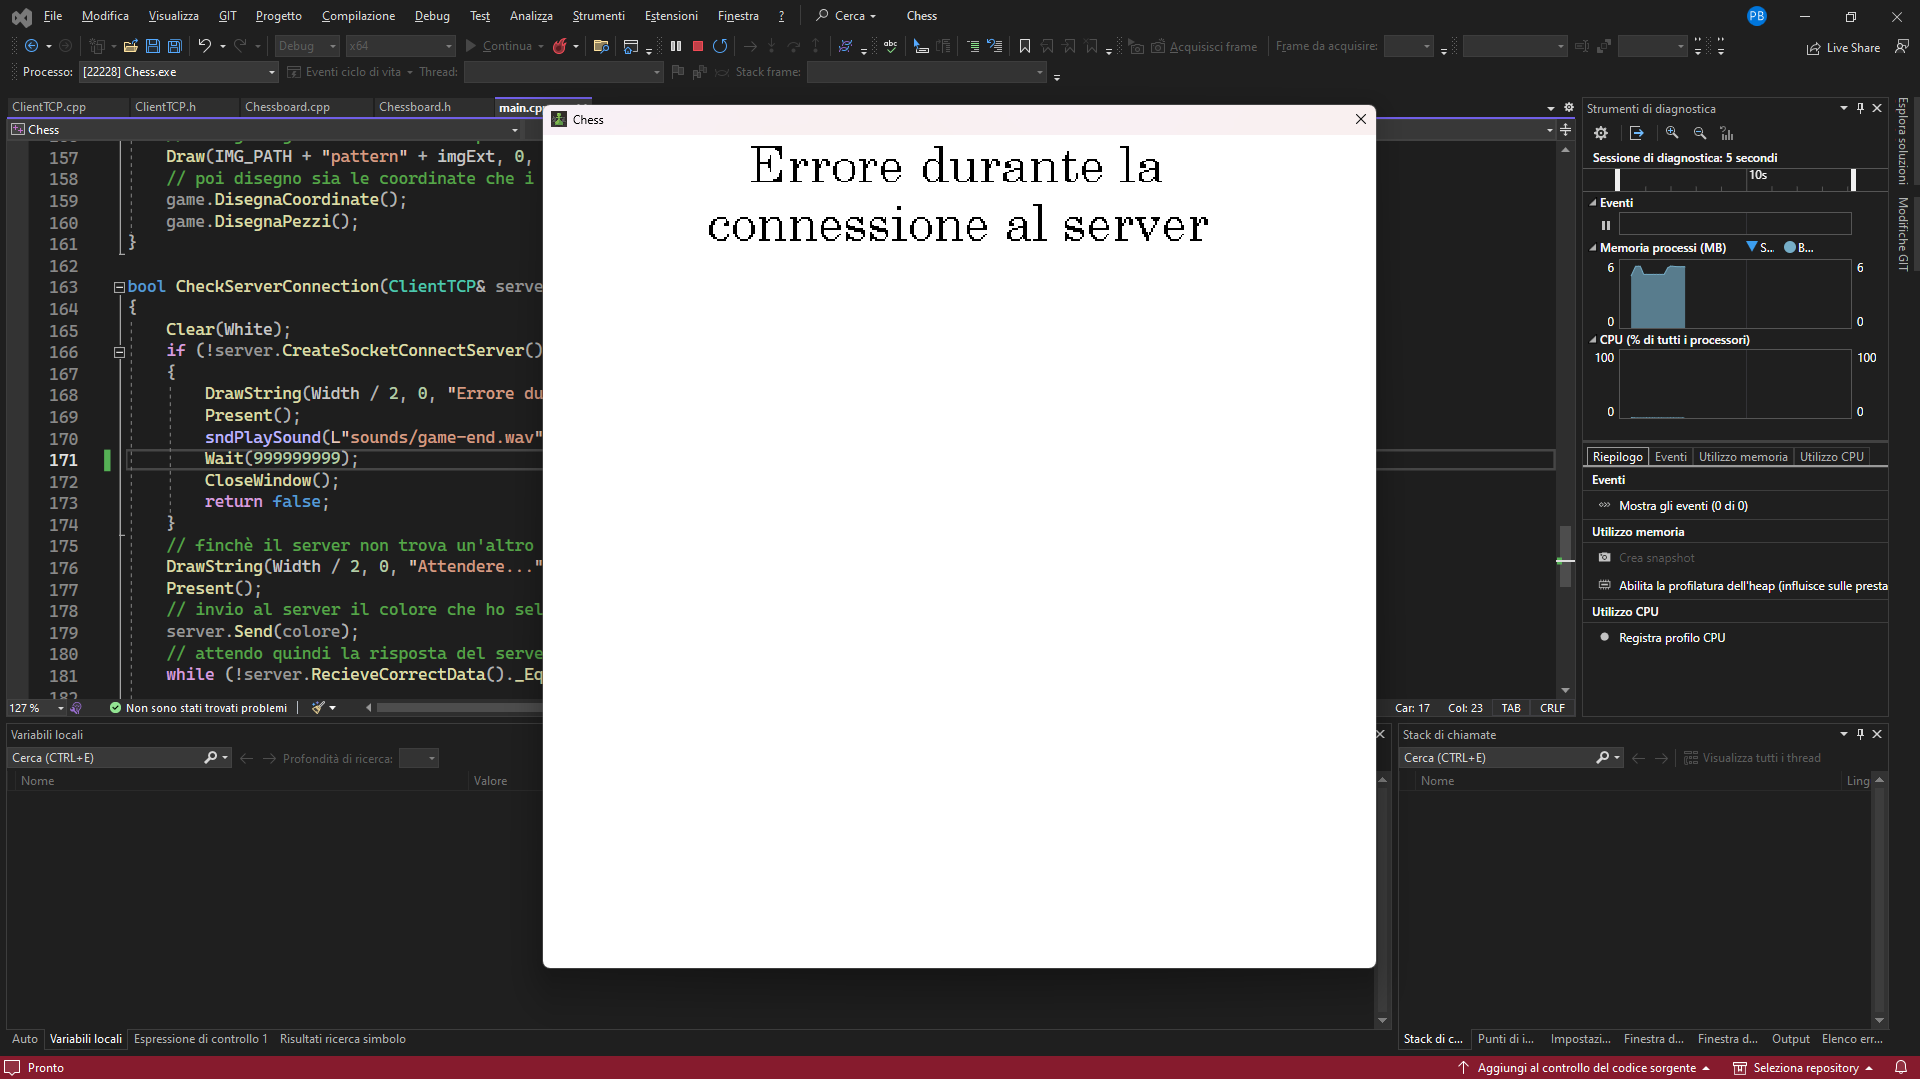 File Modifica Visualizza GIT Progetto Compilazione Debug Test Analizza Strumenti Estensioni Finestra ? Cerca Chess PB
Debug x64 Continua Acquisisci frame Frame da acquisire: Live Share
Processo: [22228] Chess.exe Eventi ciclo di vita Thread: Stack frame:
ClientTCP.cpp ClientTCP.h Chessboard.cpp Chessboard.h main.cpp
Chess
157 Draw(IMG_PATH + "pattern" + imgExt, 0,
158 // poi disegno sia le coordinate che i
159 game.DisegnaCoordinate();
160 game.DisegnaPezzi();
161 }
162
163 bool CheckServerConnection(ClientTCP& serve
164 {
165 Clear(White);
166 if (!server.CreateSocketConnectServer()
167 {
168 DrawString(Width / 2, 0, "Errore du
169 Present();
170 sndPlaySound(L"sounds/game-end.wav"
171 Wait(999999999);
172 CloseWindow();
173 return false;
174 }
175 // finchè il server non trova un'altro
176 DrawString(Width / 2, 0, "Attendere..."
177 Present();
178 // invio al server il colore che ho sel
179 server.Send(colore);
180 // attendo quindi la risposta del serve
181 while (!server.RecieveCorrectData()._Eq
182
127 % Non sono stati trovati problemi Car: 17 Col: 23 TAB CRLF
Chess
Errore durante la
connessione al server
Strumenti di diagnostica
Sessione di diagnostica: 5 secondi
10s
Eventi
Memoria processi (MB) S... B...
6 6
0 0
CPU (% di tutti i processori)
100 100
0 0
Riepilogo Eventi Utilizzo memoria Utilizzo CPU
Eventi
Mostra gli eventi (0 di 0)
Utilizzo memoria
Crea snapshot
Abilita la profilatura dell'heap (influisce sulle presta
Utilizzo CPU
Registra profilo CPU
Esplora soluzioni
Modifiche GIT
Variabili locali
Cerca (CTRL+E) Profondità di ricerca:
Nome Valore
Auto Variabili locali Espressione di controllo 1 Risultati ricerca simbolo
Stack di chiamate
Cerca (CTRL+E) Visualizza tutti i thread
Nome Ling
Stack di c... Punti di i... Impostazi... Finestra d... Finestra d... Output Elenco err...
Pronto Aggiungi al controllo del codice sorgente Seleziona repository